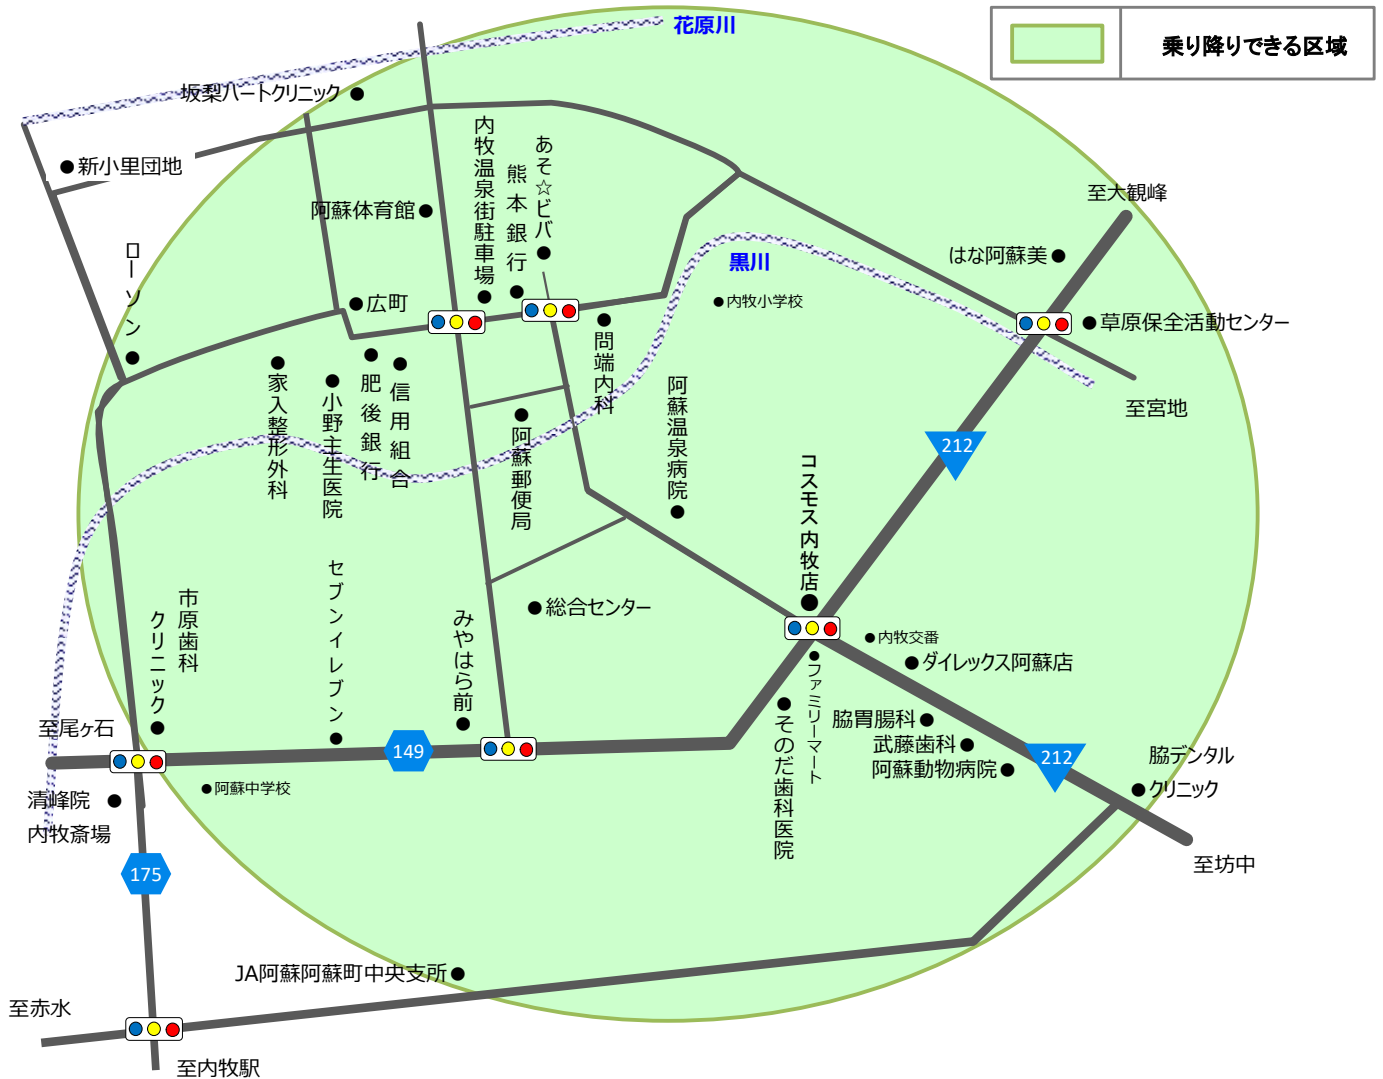 花原川
乗り降りできる区域
坂梨ハートクリニック
新小里団地
内牧温泉街駐車場
熊本銀行
あそ☆ビバ
阿蘇体育館
至大観峰
ローソン
はな阿蘇美
黒川
内牧小学校
広町
草原保全活動センター
問端内科
家入整形外科
小野主生医院
肥後銀行
信用組合
阿蘇郵便局
阿蘇温泉病院
至宮地
212
コスモス内牧店
セブンイレブン
市原歯科
クリニック
みやはら前
総合センター
内牧交番
ダイレックス阿蘇店
ファミリーマート
そのだ歯科医院
脇胃腸科
武藤歯科
阿蘇動物病院
212
脇デンタル
クリニック
至尾ヶ石
149
阿蘇中学校
清峰院
内牧斎場
175
至坊中
JA阿蘇阿蘇町中央支所
至赤水
至内牧駅